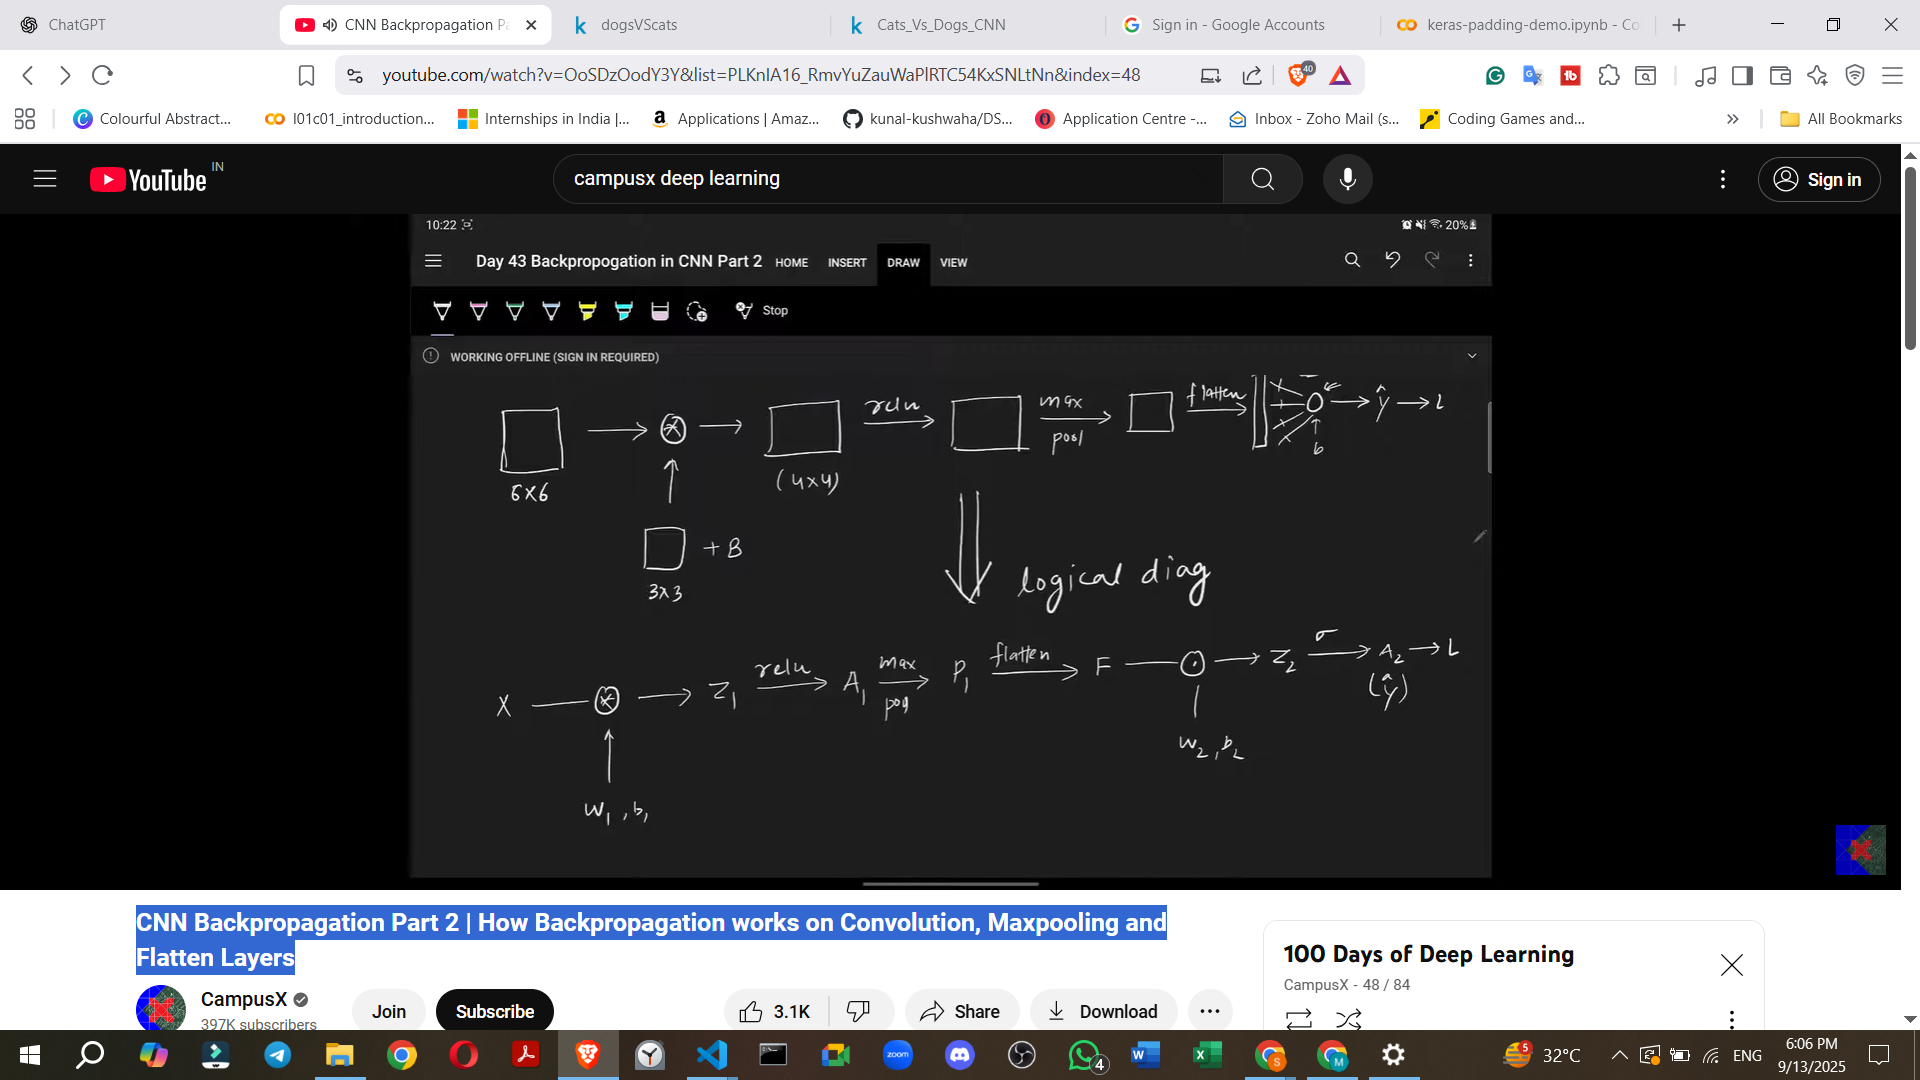 ChatGPT
CNN Backpropagation Pa
dogsVScats
Cats_Vs_Dogs_CNN
Sign in - Google Accounts
keras-padding-demo.ipynb - Co
youtube.com/watch?v=OoSDzOodY3Y&list=PLKnIA16_RmvYuZauWaPlRTC54KxSNLtNn&index=48
40
Colourful Abstract...
l01c01_introduction...
Internships in India |...
Applications | Amaz...
kunal-kushwaha/DS...
Application Centre -...
Inbox - Zoho Mail (s...
Coding Games and...
All Bookmarks
YouTube IN
campusx deep learning
Sign in
10:22
20%
Day 43 Backpropogation in CNN Part 2
HOME
INSERT
DRAW
VIEW
Stop
WORKING OFFLINE (SIGN IN REQUIRED)
relu
max
pool
flatten
ŷ → L
b
6x6
(4x4)
+ B
3x3
logical diag
X
Z1
relu
A1
max
pool
P1
flatten
F
Z2
σ
A2 → L
(ŷ)
W1, b1
W2, b2
CNN Backpropagation Part 2 | How Backpropagation works on Convolution, Maxpooling and
Flatten Layers
CampusX
397K subscribers
Join
Subscribe
3.1K
Share
Download
100 Days of Deep Learning
CampusX - 48 / 84
zoom
4
5
32°C
ENG
6:06 PM
9/13/2025